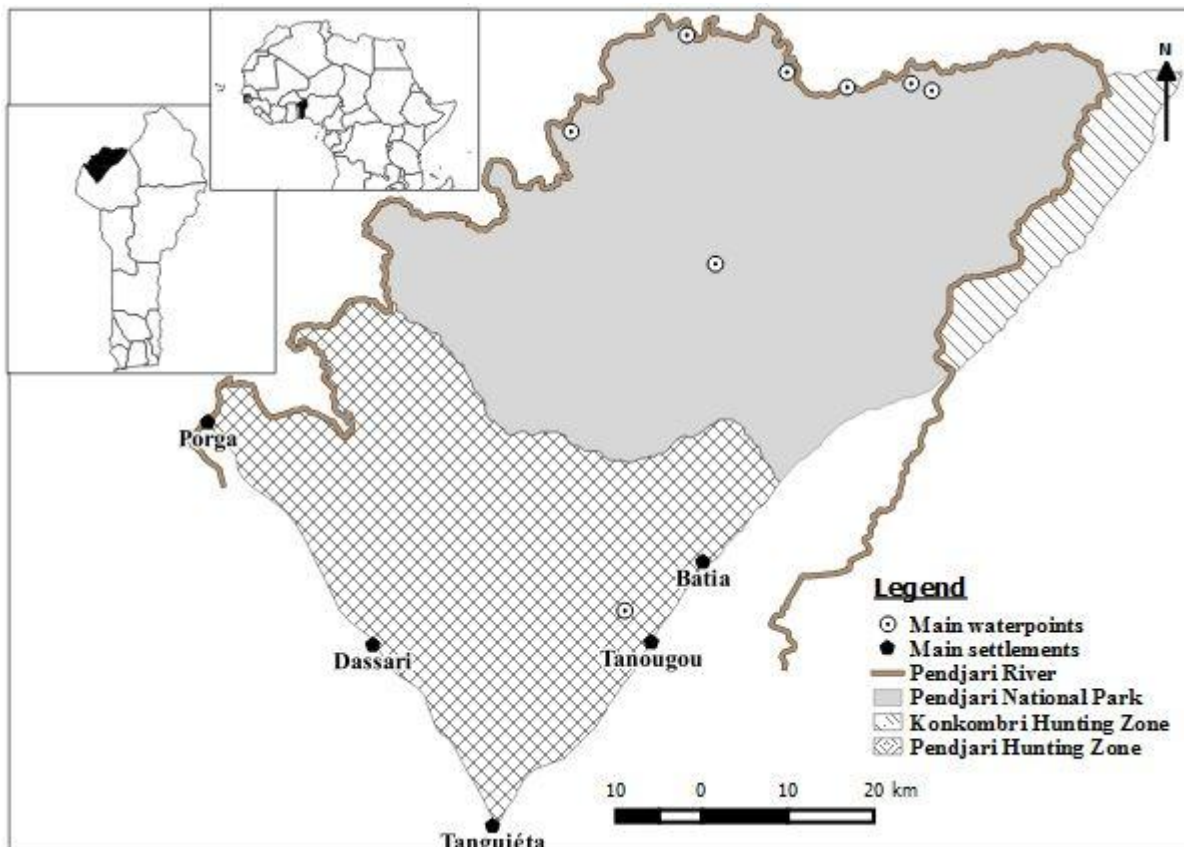 N
Porga
Batia
Dassari
Tanougou
Tanguiéta
Legend
Main waterpoints
Main settlements
Pendjari River
Pendjari National Park
Konkombri Hunting Zone
Pendjari Hunting Zone
10 0 10 20 km